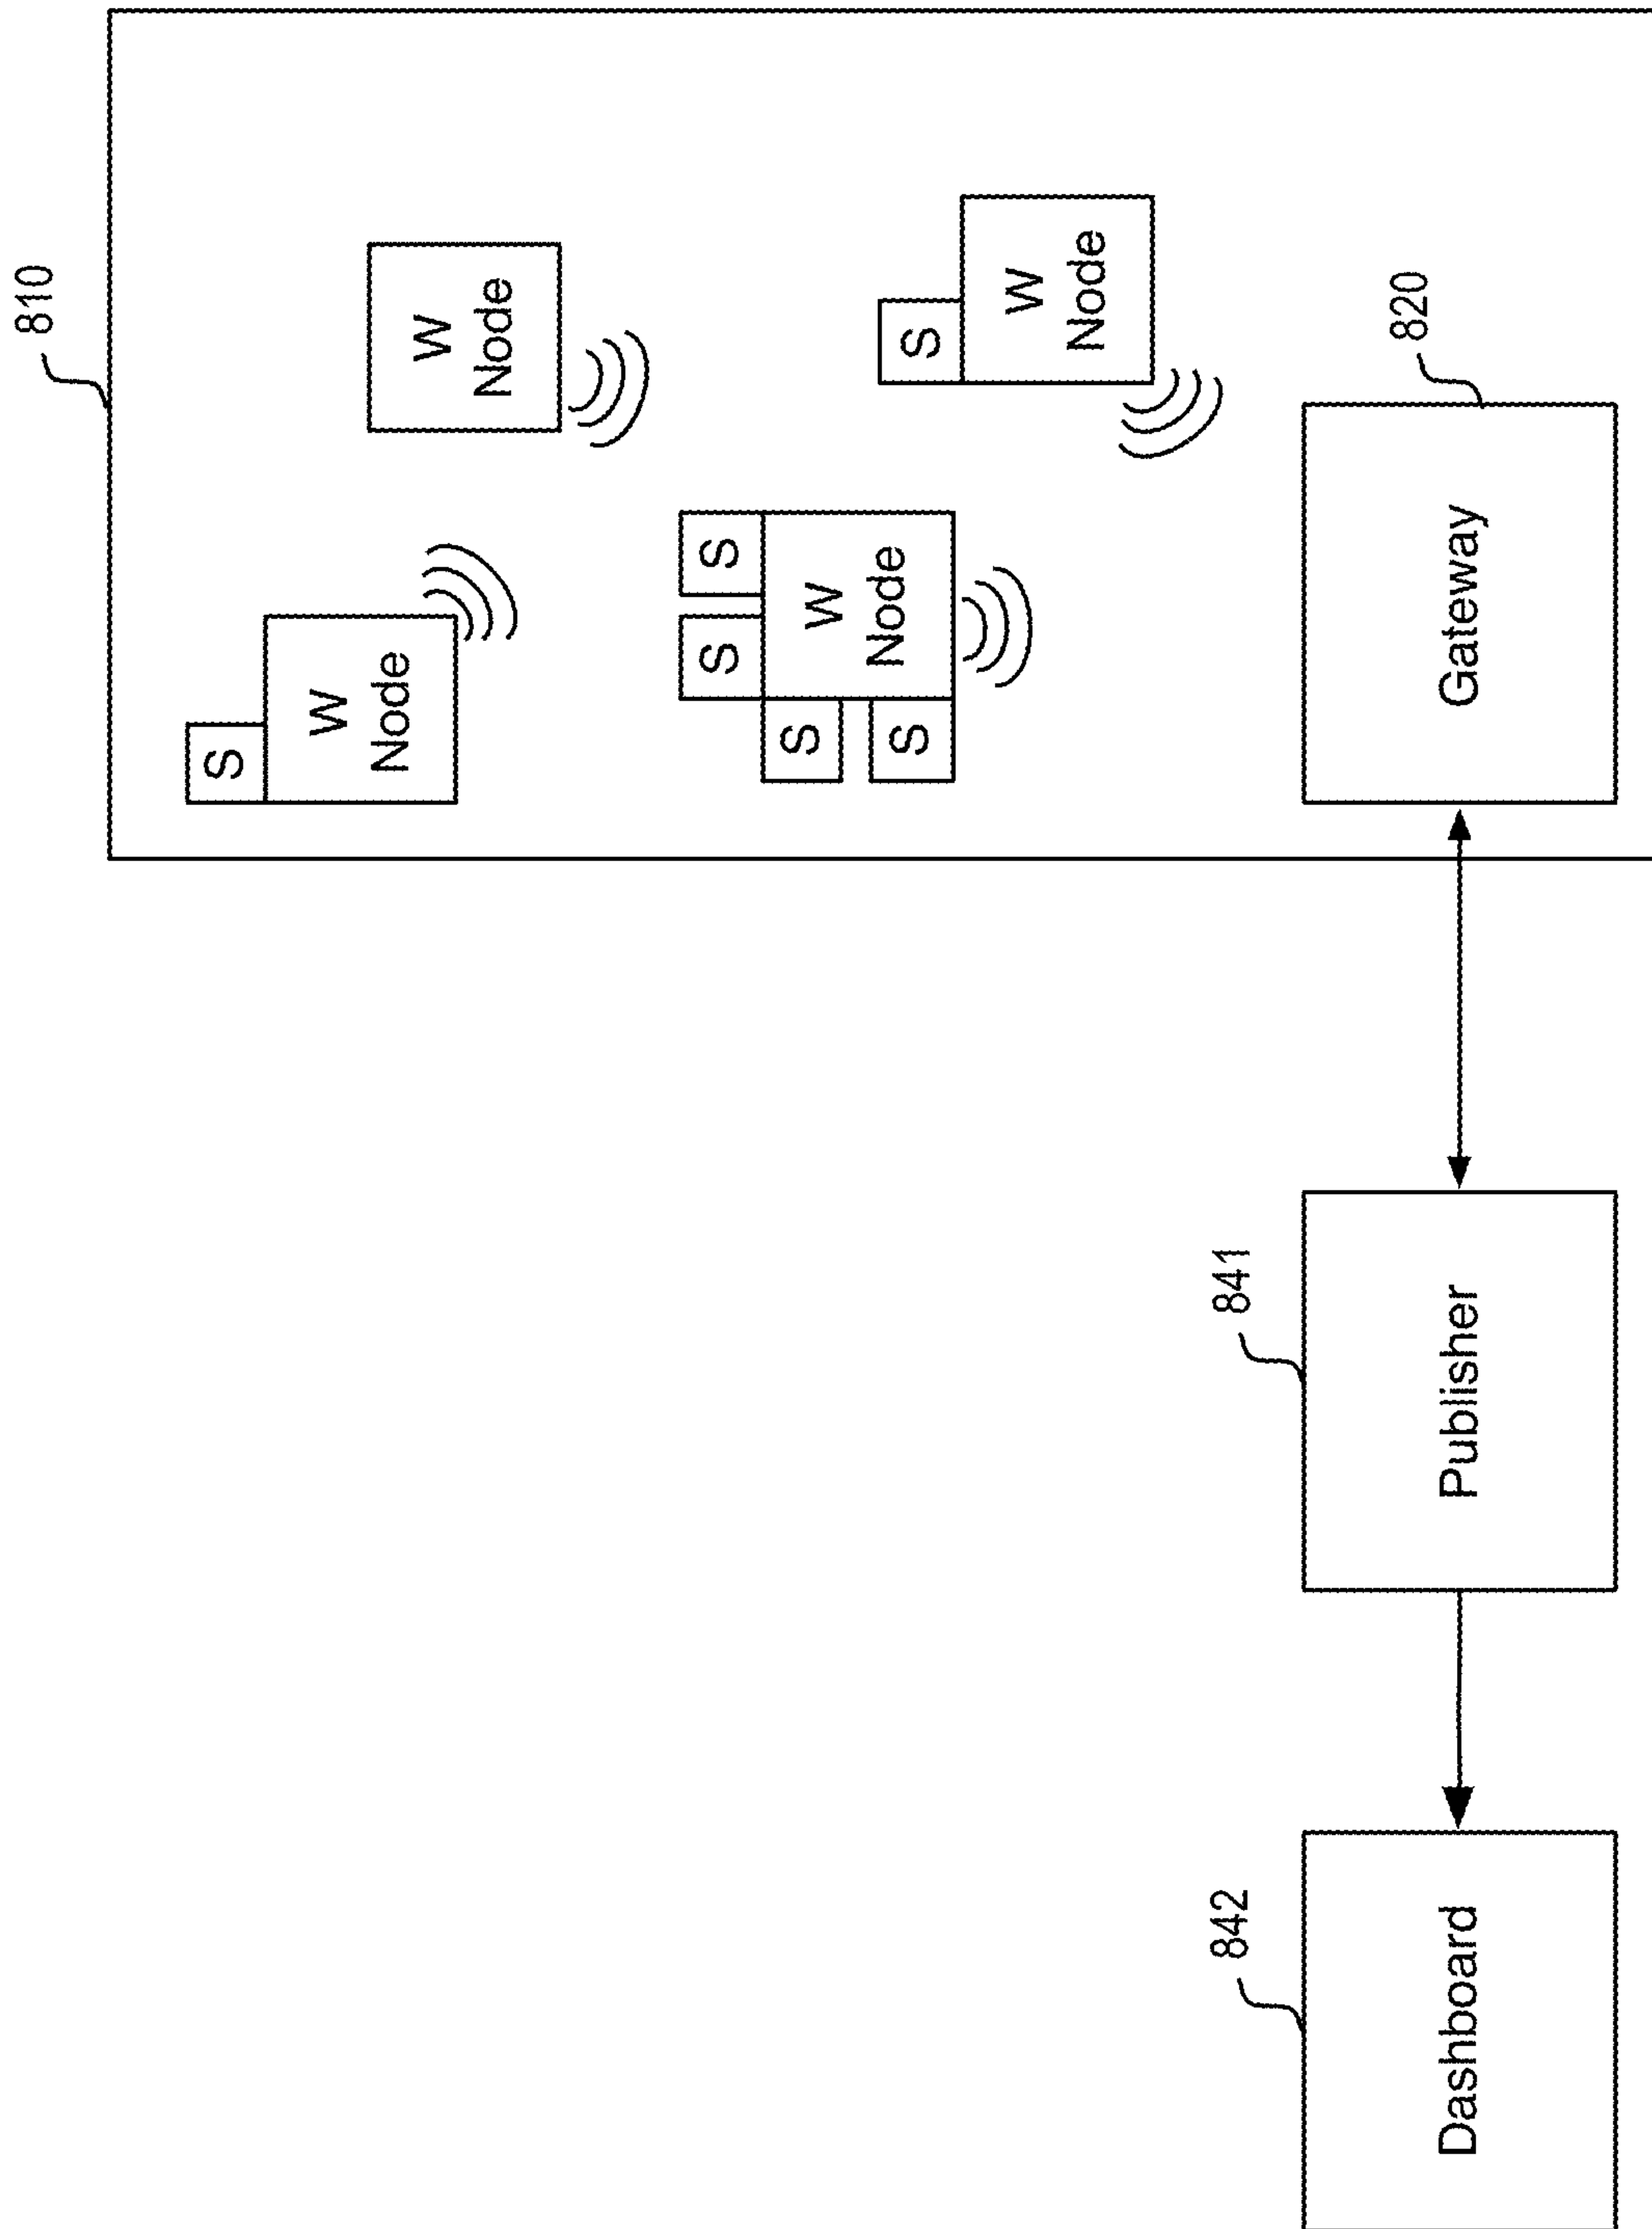 810
S
W
Node
W
Node
S
S
S
S
W
Node
S
W
Node
842
841
820
Dashboard
Publisher
Gateway